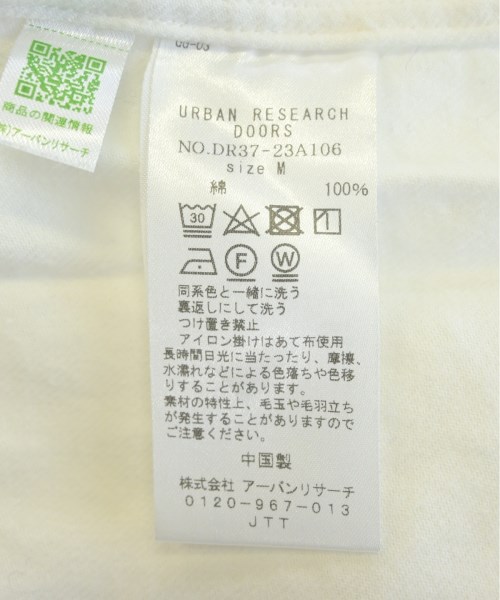 商品の関連情報
㈱アーバンリサーチ
URBAN RESEARCH
DOORS
NO.DR37-23A106
size M
綿 100%
30
F W
同系色と一緒に洗う
裏返しにして洗う
つけ置き禁止
アイロン掛けはあて布使用
長時間日光に当たったり、摩擦、
水濡れなどによる色落ちや色移
りすることがあります。
素材の特性上、毛玉や毛羽立ち
が発生することがありますので
ご注意ください。
中国製
株式会社 アーバンリサーチ
0120-967-013
JTT